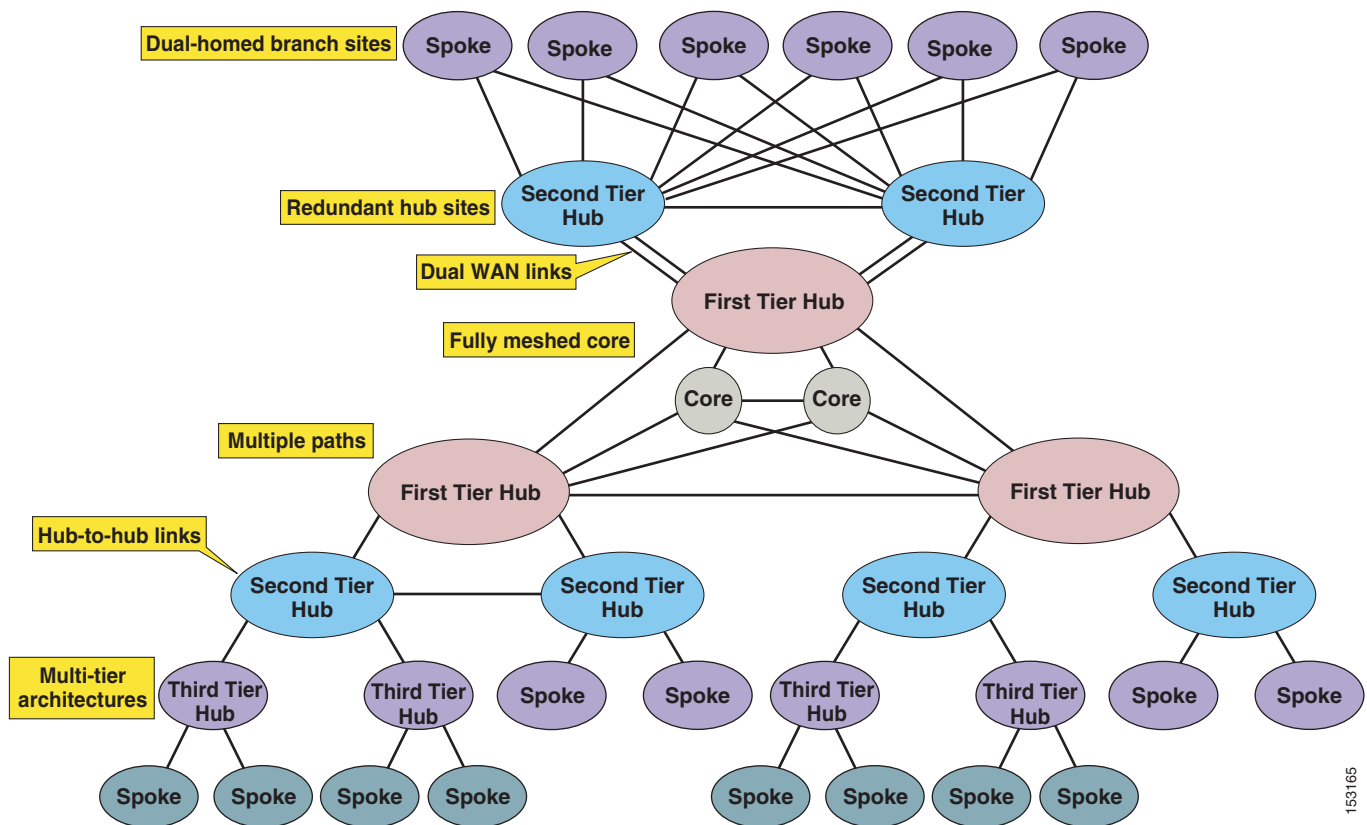 Dual-homed branch sites
Spoke
Spoke
Spoke
Spoke
Spoke
Spoke
Redundant hub sites
Second Tier
Hub
Second Tier
Hub
Dual WAN links
First Tier Hub
Fully meshed core
Core
Core
Multiple paths
First Tier Hub
First Tier Hub
Hub-to-hub links
Second Tier
Hub
Second Tier
Hub
Second Tier
Hub
Second Tier
Hub
Multi-tier
architectures
Third Tier
Hub
Third Tier
Hub
Spoke
Spoke
Third Tier
Hub
Third Tier
Hub
Spoke
Spoke
Spoke
Spoke
Spoke
Spoke
Spoke
Spoke
Spoke
Spoke
153165